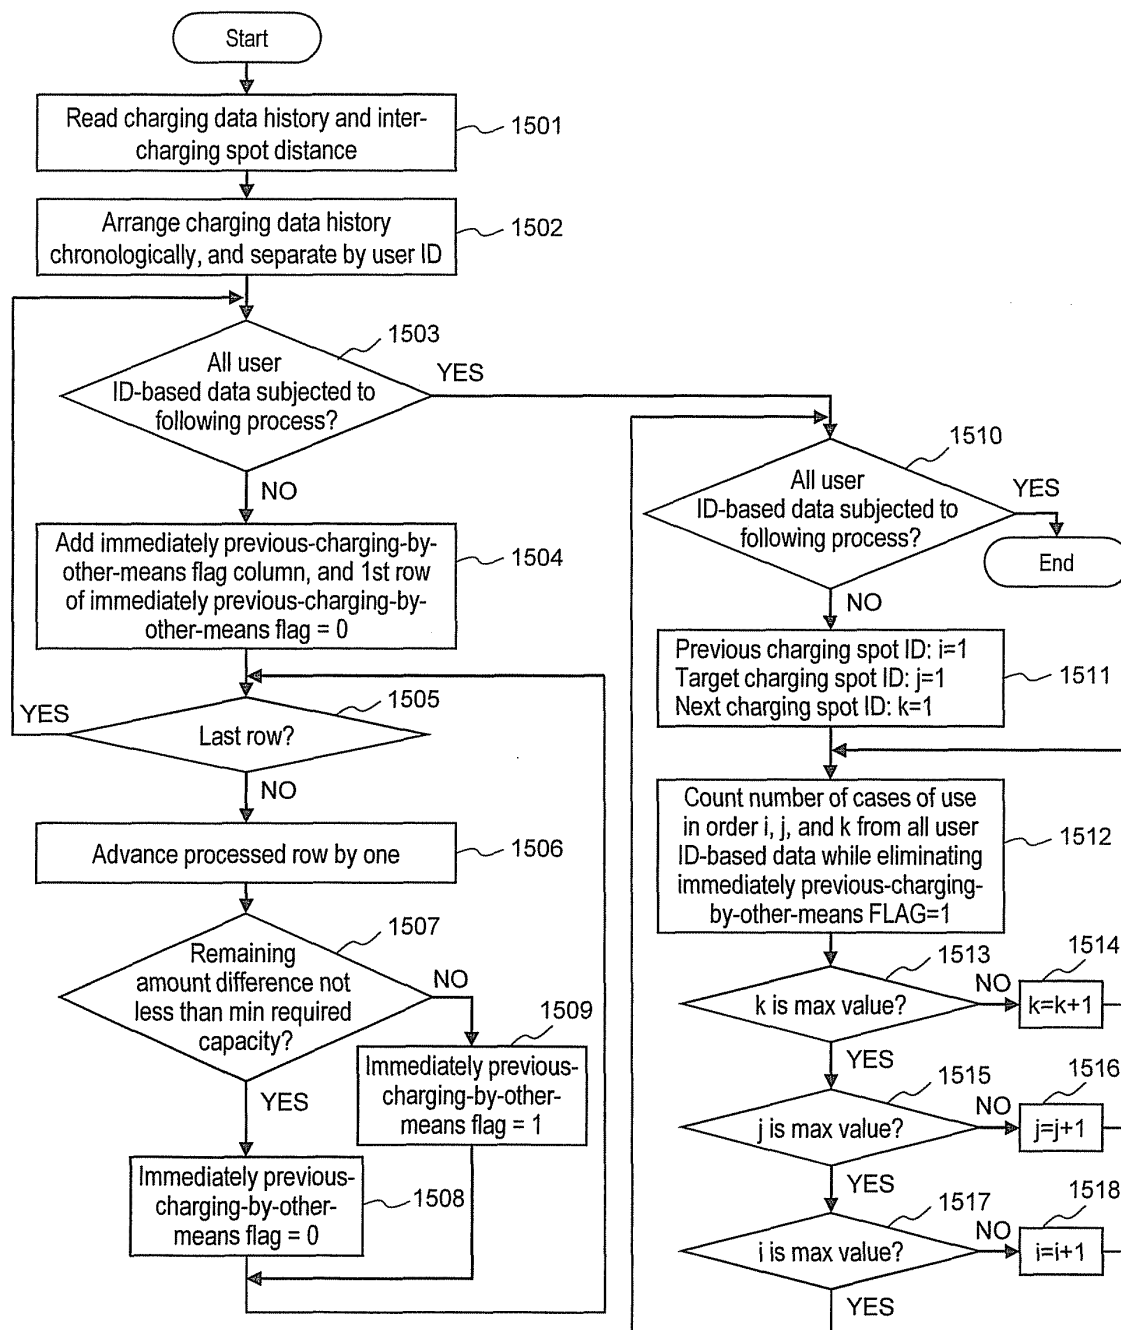 Start
Read charging data history and inter-
charging spot distance
1501
Arrange charging data history
chronologically, and separate by user ID
1502
1503
All user
ID-based data subjected to
following process?
YES
NO
Add immediately previous-charging-by-
other-means flag column, and 1st row
of immediately previous-charging-by-
other-means flag = 0
1504
1505
YES
Last row?
NO
Advance processed row by one
1506
1507
Remaining
amount difference not
less than min required
capacity?
NO
YES
1509
Immediately previous-
charging-by-other-
means flag = 1
Immediately previous-
charging-by-other-
means flag = 0
1508
1510
All user
ID-based data subjected to
following process?
YES
End
NO
Previous charging spot ID: i=1
Target charging spot ID: j=1
Next charging spot ID: k=1
1511
Count number of cases of use
in order i, j, and k from all user
ID-based data while eliminating
immediately previous-charging-
by-other-means FLAG=1
1512
1513
k is max value?
NO
1514
k=k+1
YES
1515
j is max value?
NO
1516
j=j+1
YES
1517
i is max value?
NO
1518
i=i+1
YES